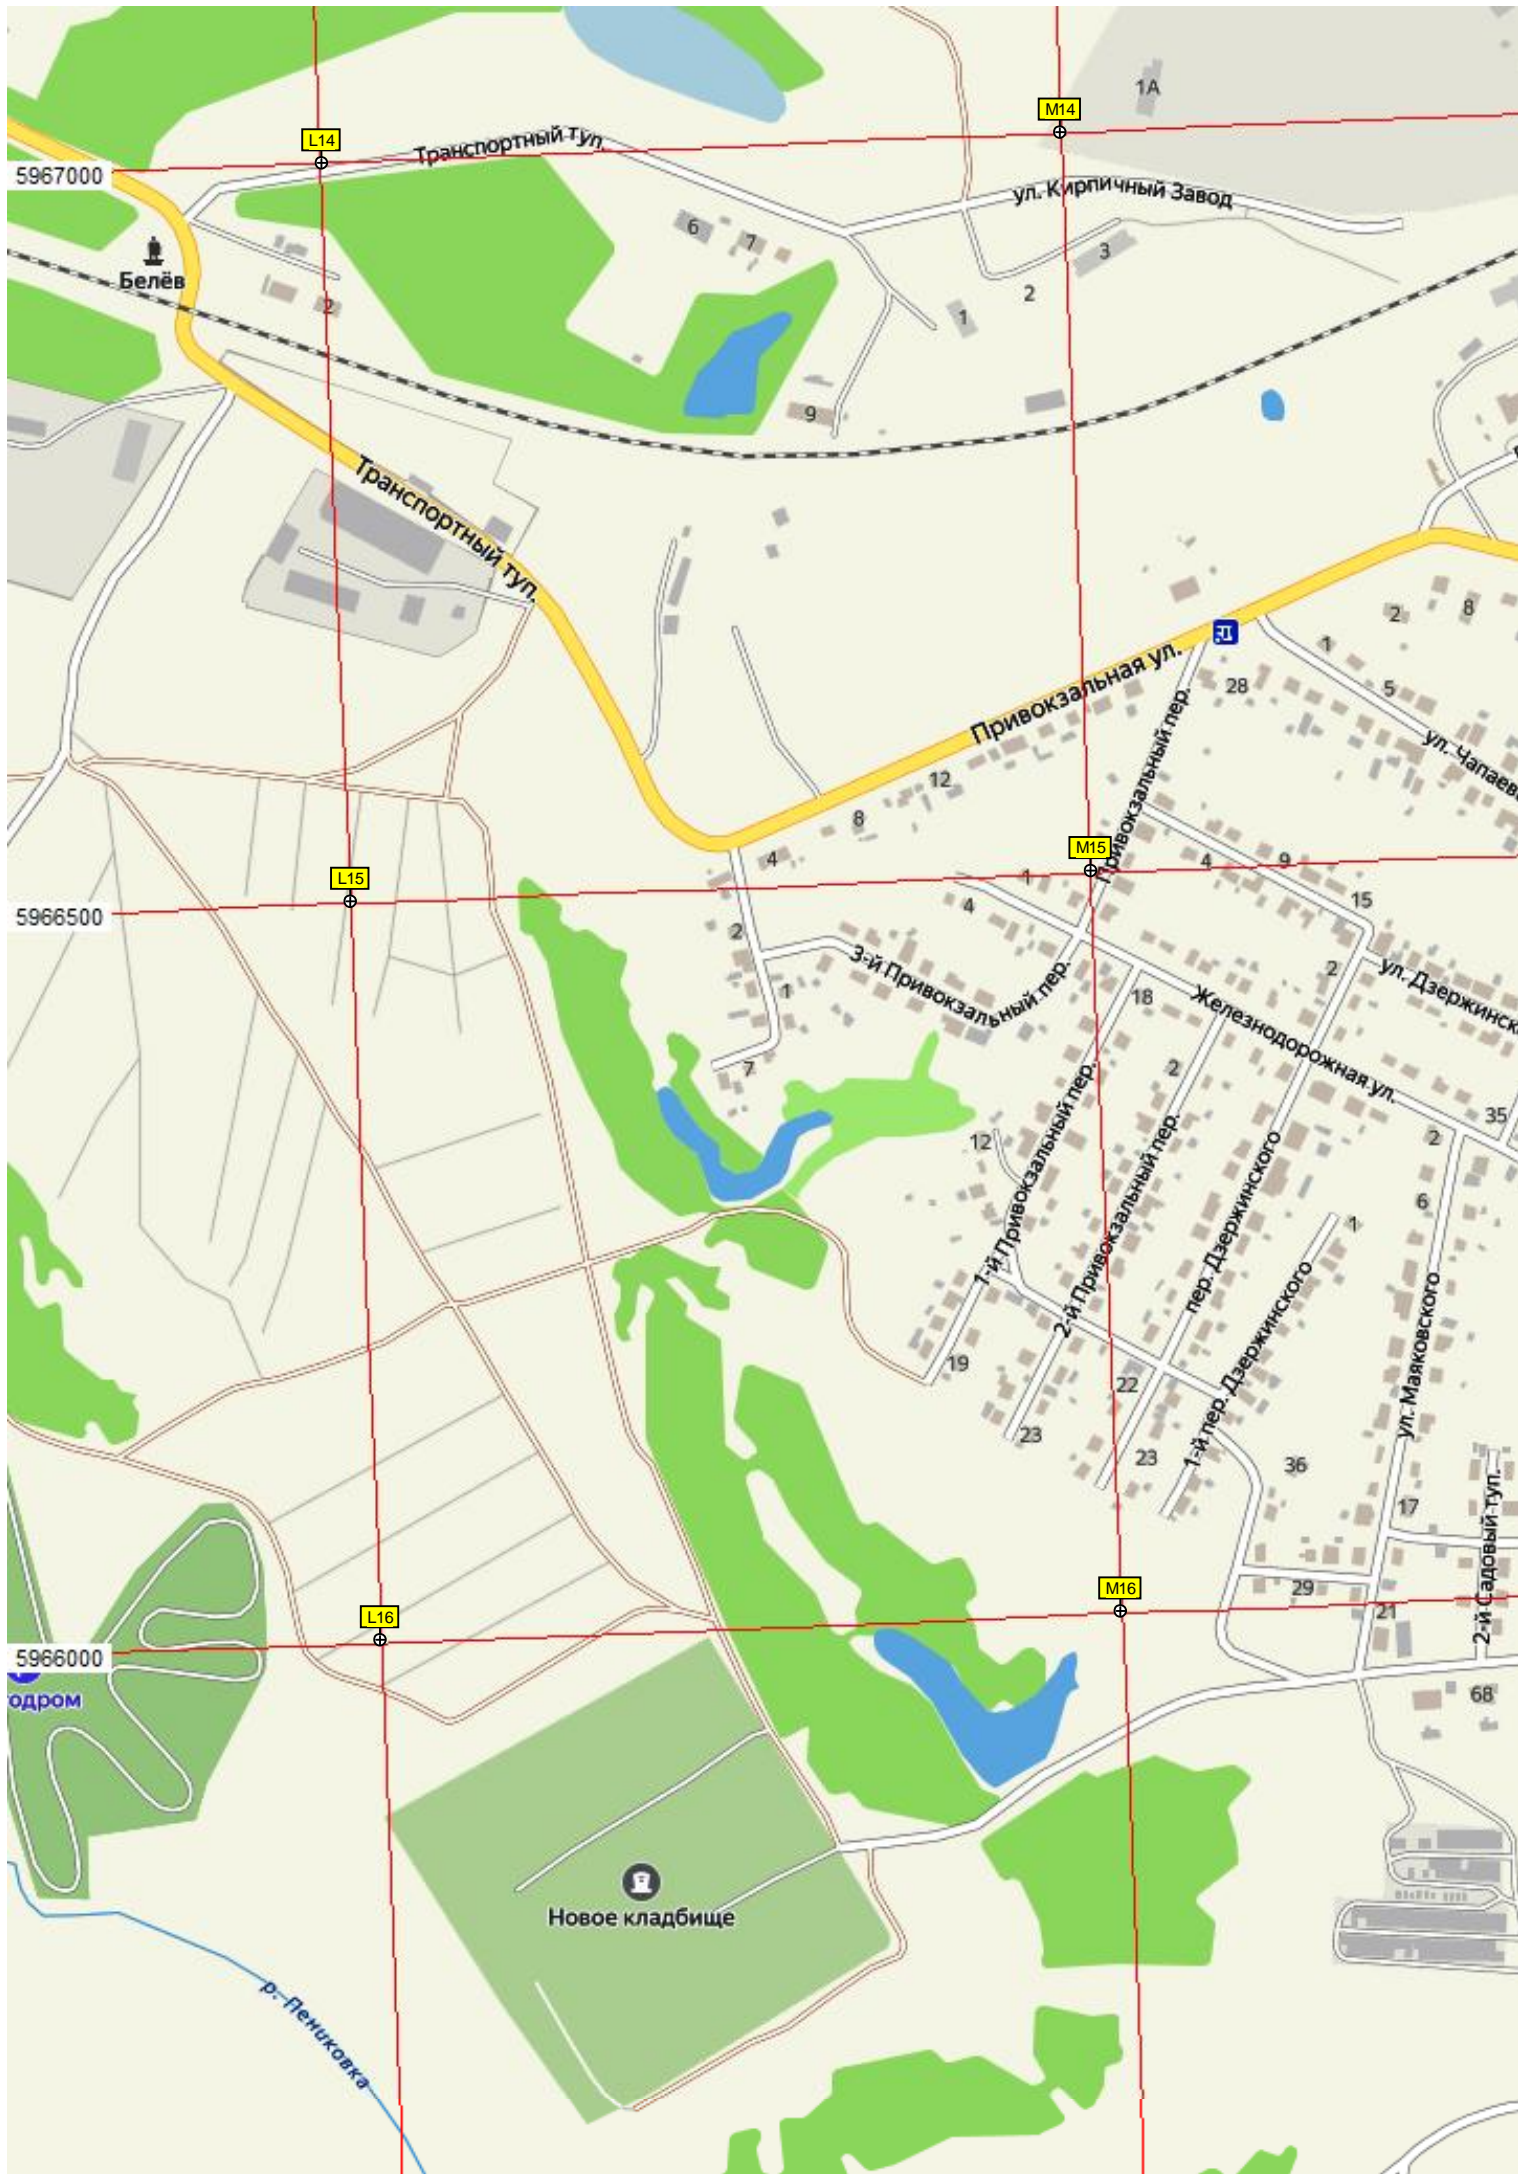 M14
1А
L14
Транспортный туп.
5967000
ул. Кирпичный Завод
6
7
3
Белёв
2
2
1
9
Транспортный туп.
2
8
1
Привокзальная ул.
28
5
Привокзальный пер.
ул. Чапаева
12
8
M15
4
4
9
L15
1
15
4
5966500
2
3-й Привокзальный пер.
2
ул. Дзержинск
1
18
Железнодорожная ул.
7
2
35
12
2
1-й Привокзальный пер.
2-й Привокзальный пер.
пер. Дзержинского
6
1
1-й пер. Дзержинского
ул. Маяковского
19
22
23
23
36
17
2-й Садовый туп.
M16
29
L16
21
5966000
одром
68
Новое кладбище
р. Пениковка